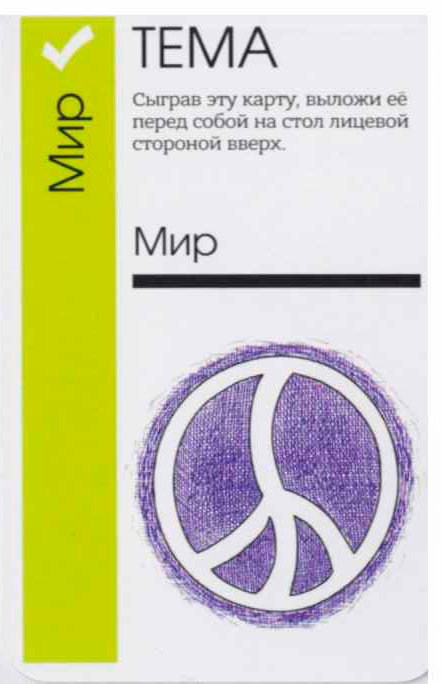 Мир
ТЕМА
Сыграв эту карту, выложи её
перед собой на стол лицевой
стороной вверх.
Мир